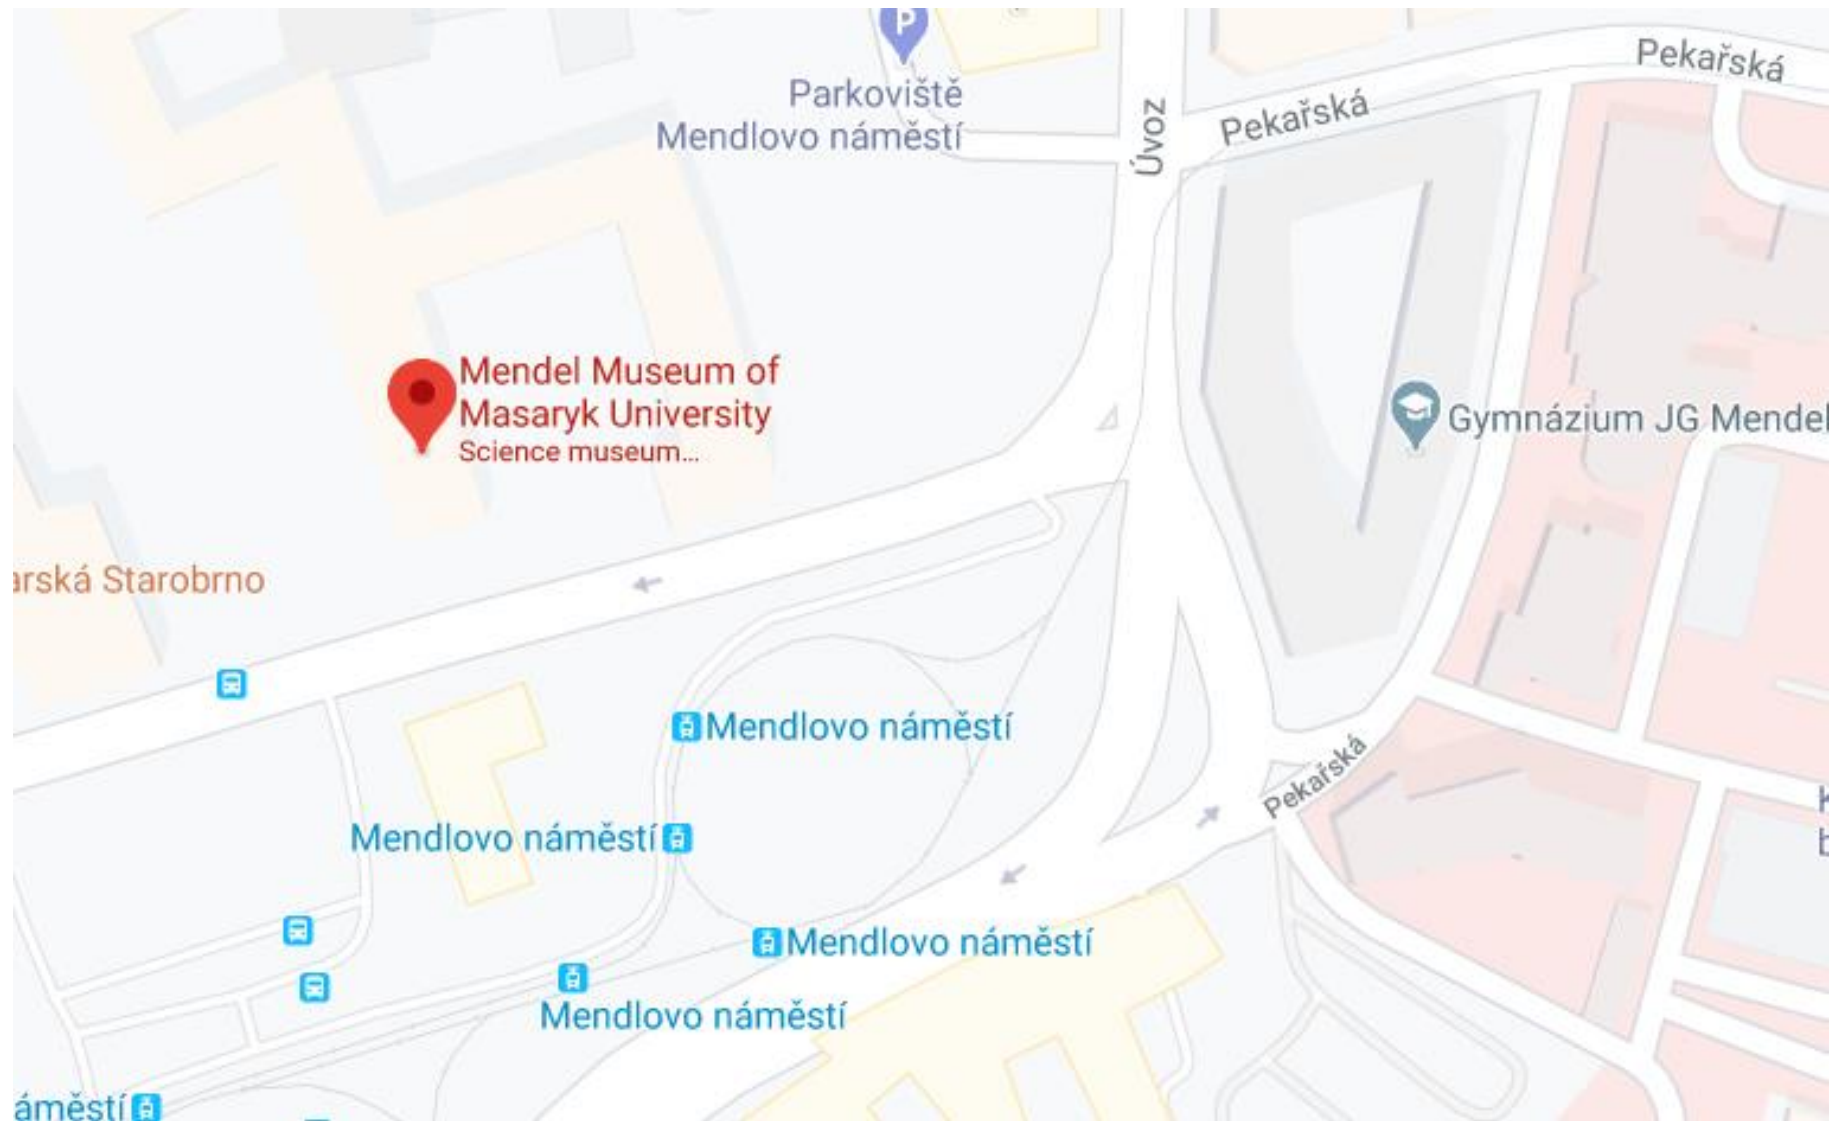 Pekařská
Parkoviště
Mendlovo náměstí
Úvoz
Pekařská
Mendel Museum of
Masaryk University
Science museum...
Gymnázium JG Mendel
arská Starobrno
Mendlovo náměstí
Pekařská
Mendlovo náměstí
Mendlovo náměstí
Mendlovo náměstí
áměstí